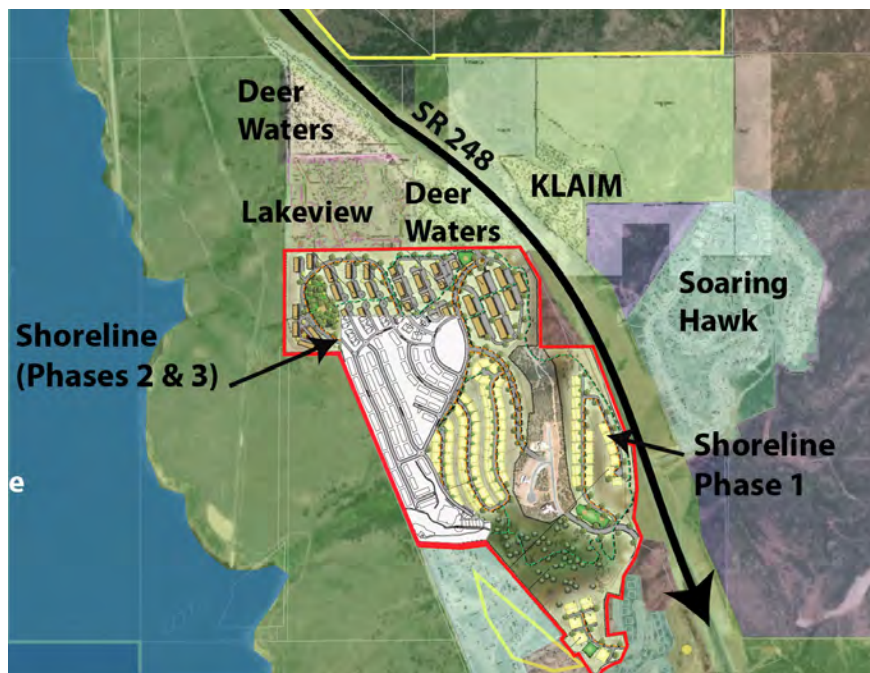 Deer
Waters
SR 248
Deer
Waters
KLAIM
Lakeview
Soaring
Hawk
Shoreline
(Phases 2 & 3)
Shoreline
Phase 1
e